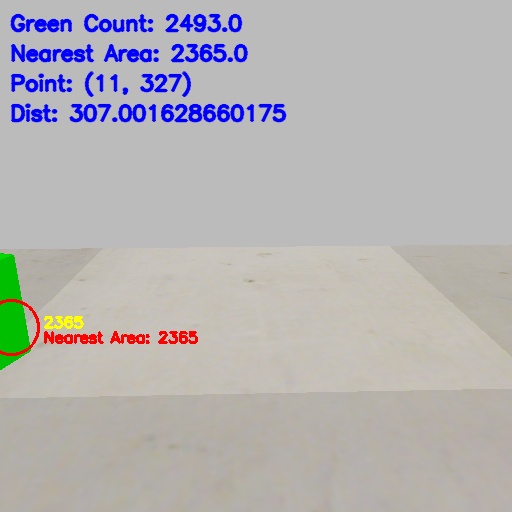 Green Count: 2493.0
Nearest Area: 2365.0
Point: (11, 327)
Dist: 307.001628660175
2365
Nearest Area: 2365